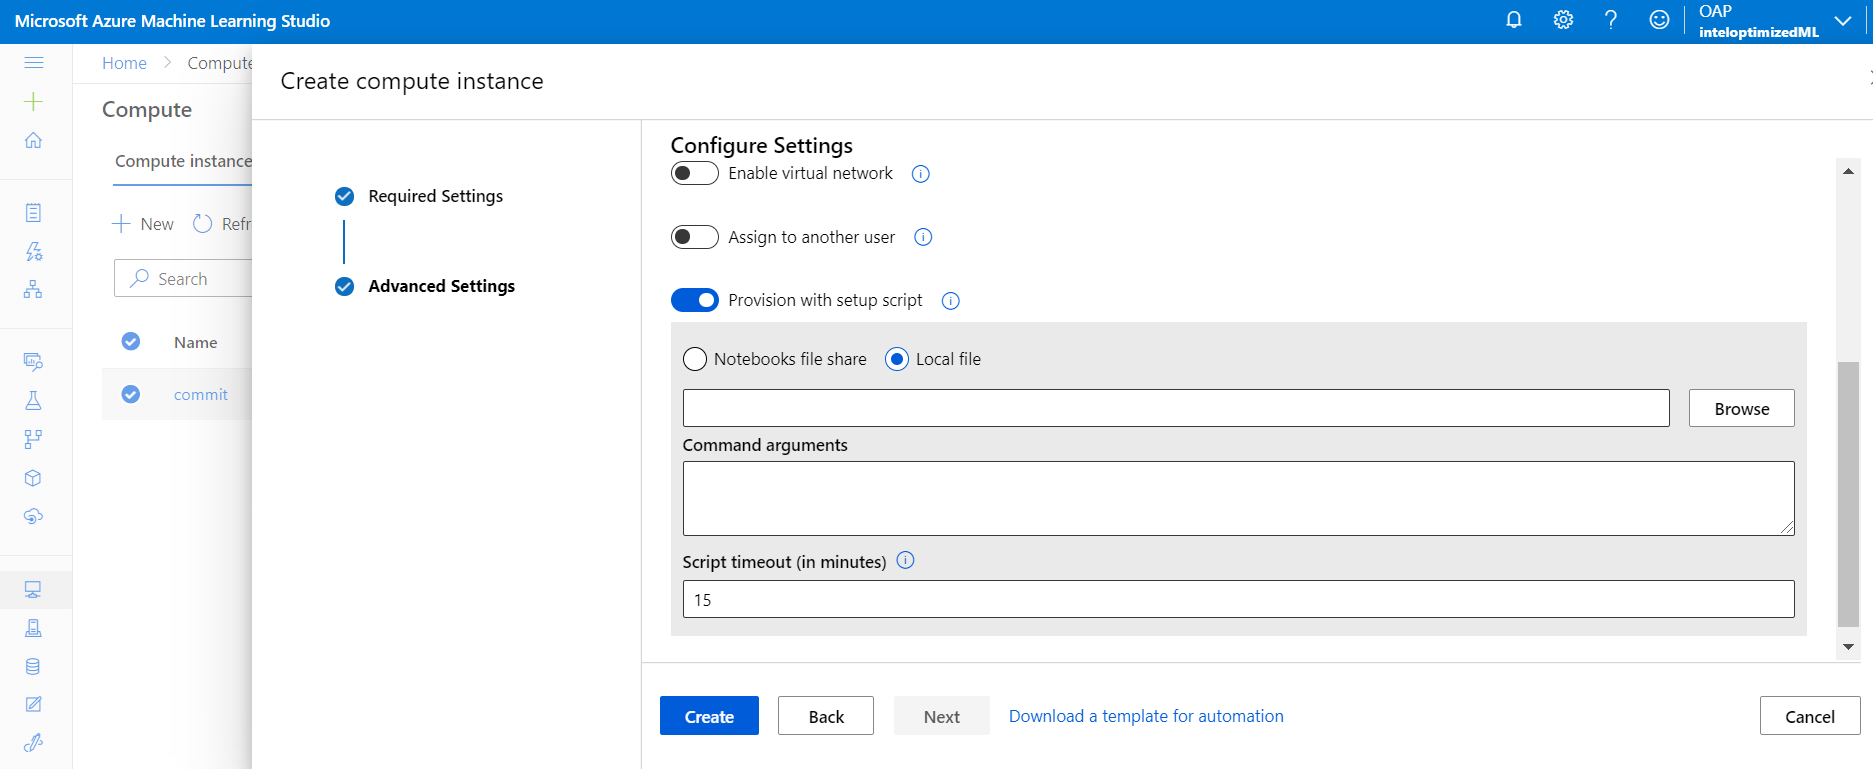 Microsoft Azure Machine Learning Studio
OAP
inteloptimizedML
Home > Compute
Create compute instance
Compute
Compute instance
New
Refr
Search
Name
commit
Required Settings
Advanced Settings
Configure Settings
Enable virtual network
Assign to another user
Provision with setup script
Notebooks file share Local file
Browse
Command arguments
Script timeout (in minutes)
15
Create Back Next Download a template for automation Cancel